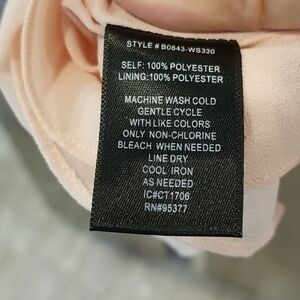 STYLE # B0843-WS330
SELF: 100% POLYESTER
LINING: 100% POLYESTER
MACHINE WASH COLD
GENTLE CYCLE
WITH LIKE COLORS
ONLY NON-CHLORINE
BLEACH WHEN NEEDED
LINE DRY
COOL IRON
AS NEEDED
IC#CT1706
RN#95377